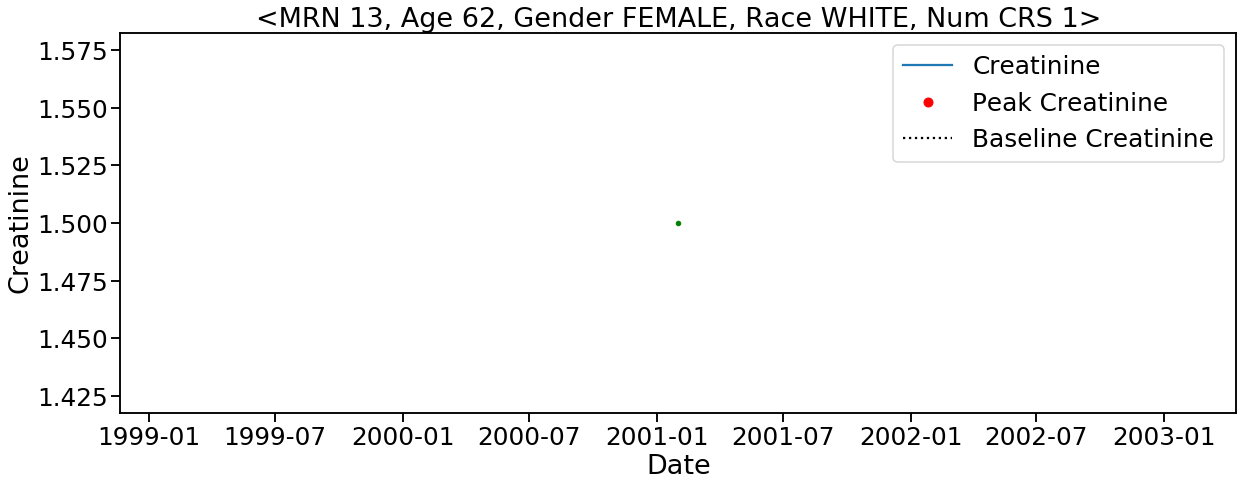 <MRN 13, Age 62, Gender FEMALE, Race WHITE, Num CRS 1>
Creatinine
1.575
1.550
1.525
1.500
1.475
1.450
1.425
Creatinine
Peak Creatinine
Baseline Creatinine
1999-01 1999-07 2000-01 2000-07 2001-01 2001-07 2002-01 2002-07 2003-01
Date